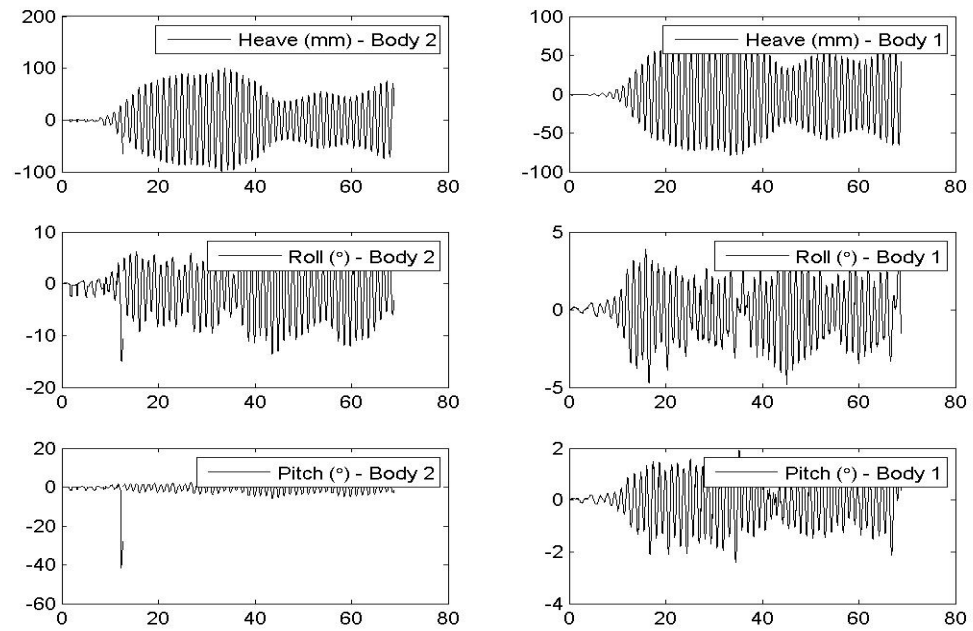 200
100
0
-100
0 20 40 60 80
Heave (mm) - Body 2
100
50
0
-50
-100
0 20 40 60 80
Heave (mm) - Body 1
10
0
-10
-20
0 20 40 60 80
Roll (°) - Body 2
5
0
-5
0 20 40 60 80
Roll (°) - Body 1
20
0
-20
-40
-60
0 20 40 60 80
Pitch (°) - Body 2
2
0
-2
-4
0 20 40 60 80
Pitch (°) - Body 1